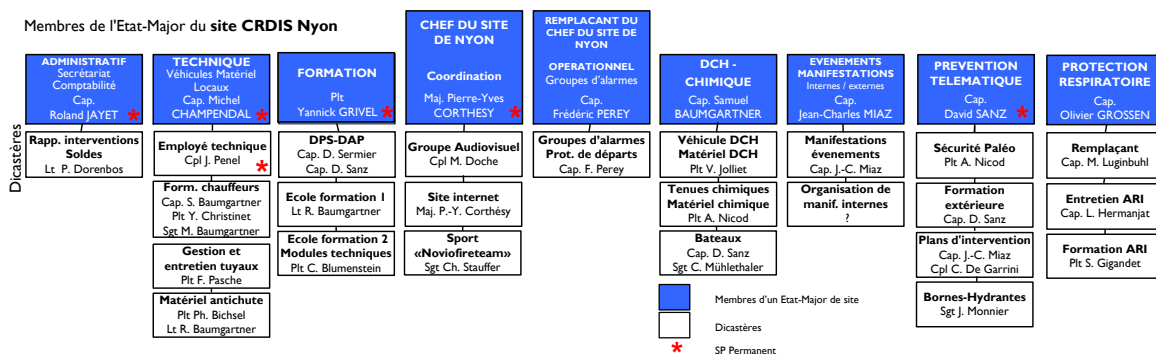 Membres de l'Etat-Major du site CRDIS Nyon
Dicastères
ADMINISTRATIF
Secrétariat
Comptabilité
Cap.
Roland JAYET *
Rapp. interventions
Soldes
Lt P. Dorenbos
TECHNIQUE
Véhicules Matériel
Locaux
Cap. Michel
CHAMPENDAL *
Employé technique
Cpl J. Penel
*
Form. chauffeurs
Cap. S. Baumgartner
Plt Y. Christinet
Sgt M. Baumgartner
Gestion et
entretien tuyaux
Plt F. Pasche
Matériel antichute
Plt Ph. Bichsel
Lt R. Baumgartner
FORMATION
Plt
Yannick GRIVEL *
DPS-DAP
Cap. D. Sermier
Cap. D. Sanz
Ecole formation 1
Lt R. Baumgartner
Ecole formation 2
Modules techniques
Plt C. Blumenstein
CHEF DU SITE
DE NYON
Coordination
Maj. Pierre-Yves
CORTHESY *
Groupe Audiovisuel
Cpl M. Doche
Site internet
Maj. P.-Y. Corthésy
Sport
«Noviofireteam»
Sgt Ch. Stauffer
REMPLACANT DU
CHEF DU SITE DE
NYON
OPERATIONNEL
Groupes d'alarmes
Cap.
Frédéric PEREY
Groupes d'alarmes
Prot. de départs
Cap. F. Perey
DCH -
CHIMIQUE
Cap. Samuel
BAUMGARTNER
Véhicule DCH
Matériel DCH
Plt V. Jolliet
Tenues chimiques
Matériel chimique
Plt A. Nicod
Bateaux
Cap. D. Sanz
Sgt C. Mühlethaler
EVENEMENTS
MANIFESTATIONS
Internes / externes
Cap.
Jean-Charles MIAZ
Manifestations
évenements
Cap. J.-C. Miaz
Organisation de
manif. internes
?
PREVENTION
TELEMATIQUE
Cap.
David SANZ *
Sécurité Paléo
Plt A. Nicod
Formation
extérieure
Cap. D. Sanz
Plans d'intervention
Cap. J.-C. Miaz
Cpl C. De Garrini
Bornes-Hydrantes
Sgt J. Monnier
PROTECTION
RESPIRATOIRE
Cap.
Olivier GROSSEN
Remplaçant
Cap. M. Luginbuhl
Entretien ARI
Cap. L. Hermanjat
Formation ARI
Plt S. Gigandet
Membres d'un Etat-Major de site
Dicastères
* SP Permanent